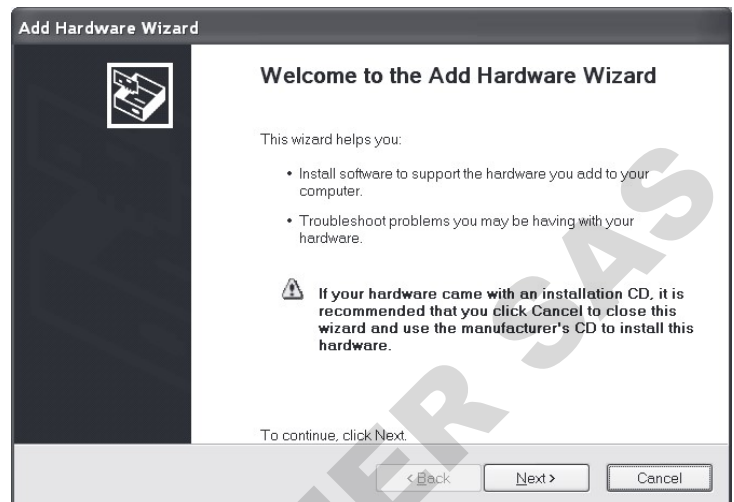 Add Hardware Wizard
Welcome to the Add Hardware Wizard
This wizard helps you:
• Install software to support the hardware you add to your
computer.
• Troubleshoot problems you may be having with your
hardware.
If your hardware came with an installation CD, it is
recommended that you click Cancel to close this
wizard and use the manufacturer's CD to install this
hardware.
To continue, click Next.
< Back
Next >
Cancel
ER SAS